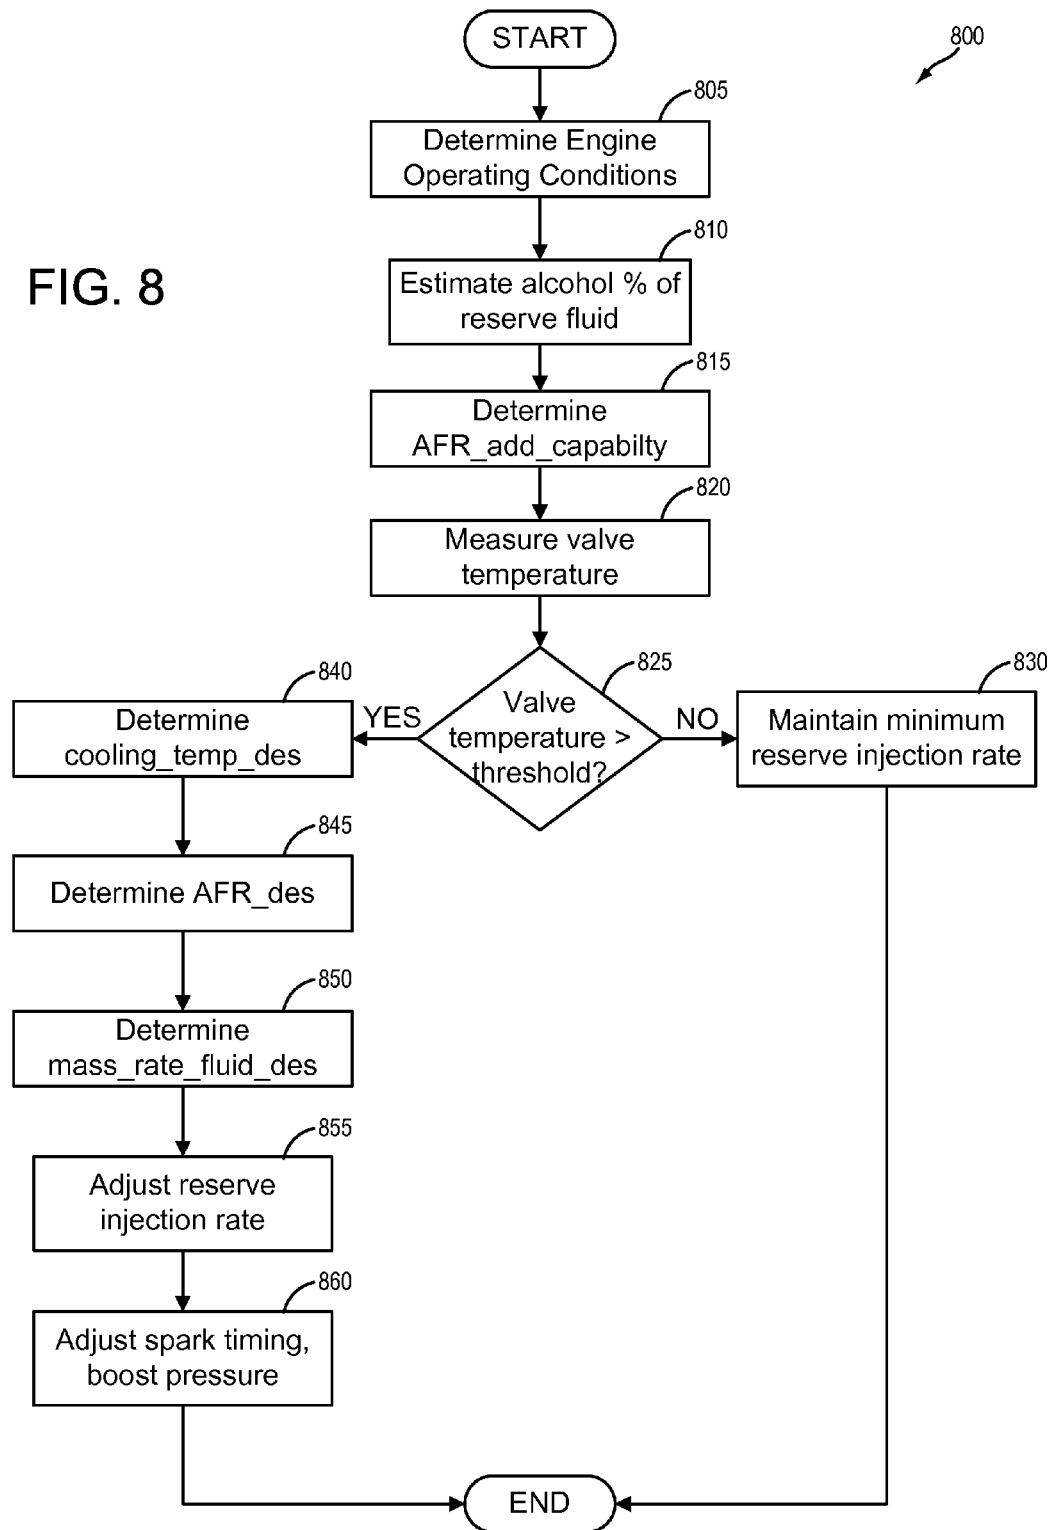 START
800
805
Determine Engine
Operating Conditions
810
FIG. 8
Estimate alcohol % of
reserve fluid
815
Determine
AFR_add_capabilty
820
Measure valve
temperature
825
Valve
temperature >
threshold?
YES
NO
830
Maintain minimum
reserve injection rate
840
Determine
cooling_temp_des
845
Determine AFR_des
850
Determine
mass_rate_fluid_des
855
Adjust reserve
injection rate
860
Adjust spark timing,
boost pressure
END